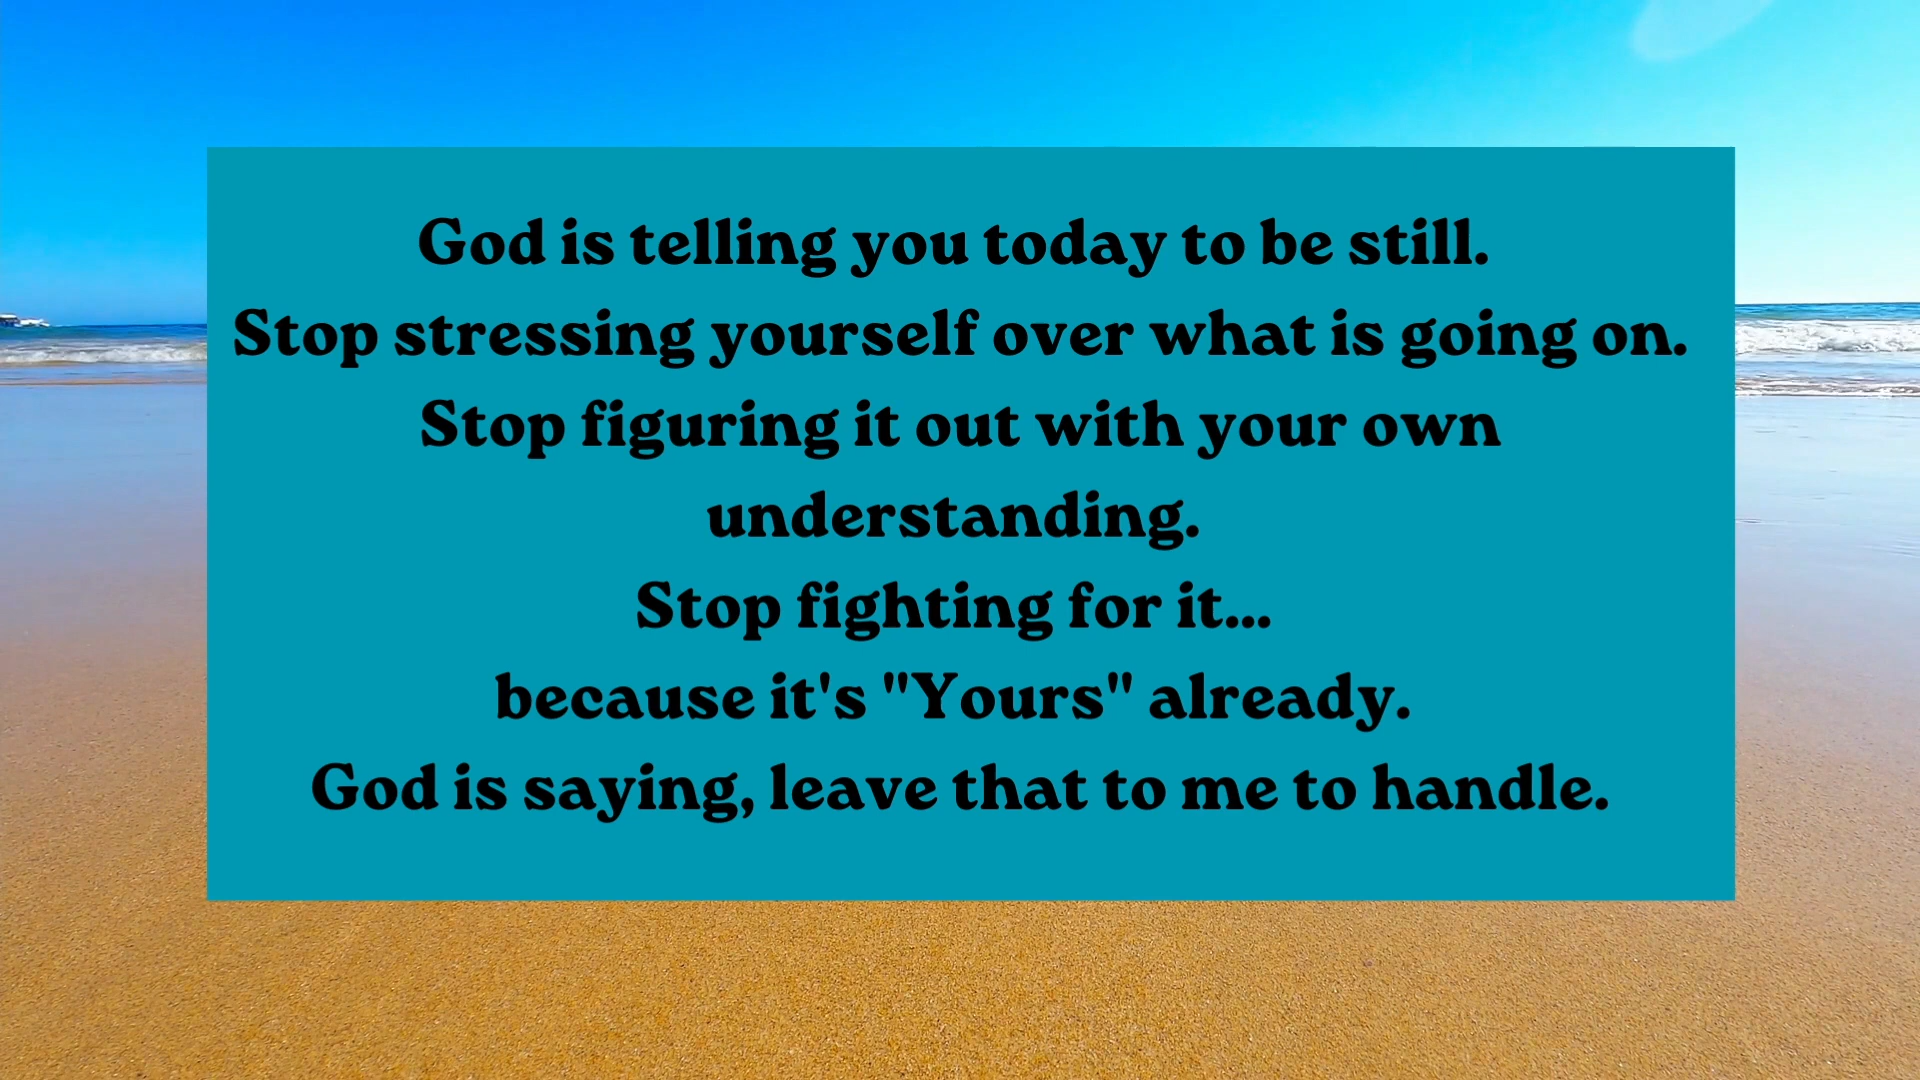 God is telling you today to be still.
Stop stressing yourself over what is going on.
Stop figuring it out with your own
understanding.
Stop fighting for it...
because it's "Yours" already.
God is saying, leave that to me to handle.